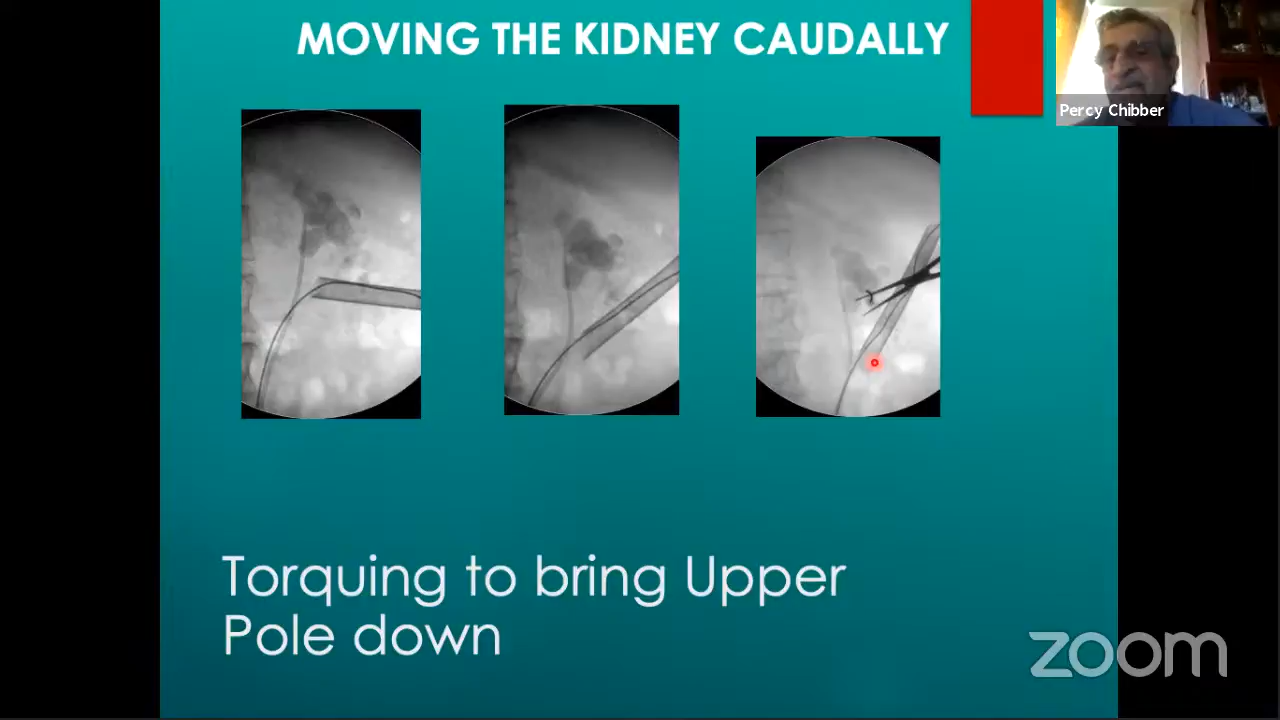 MOVING THE KIDNEY CAUDALLY
Percy Chibber
Torquing to bring Upper
Pole down
zoom